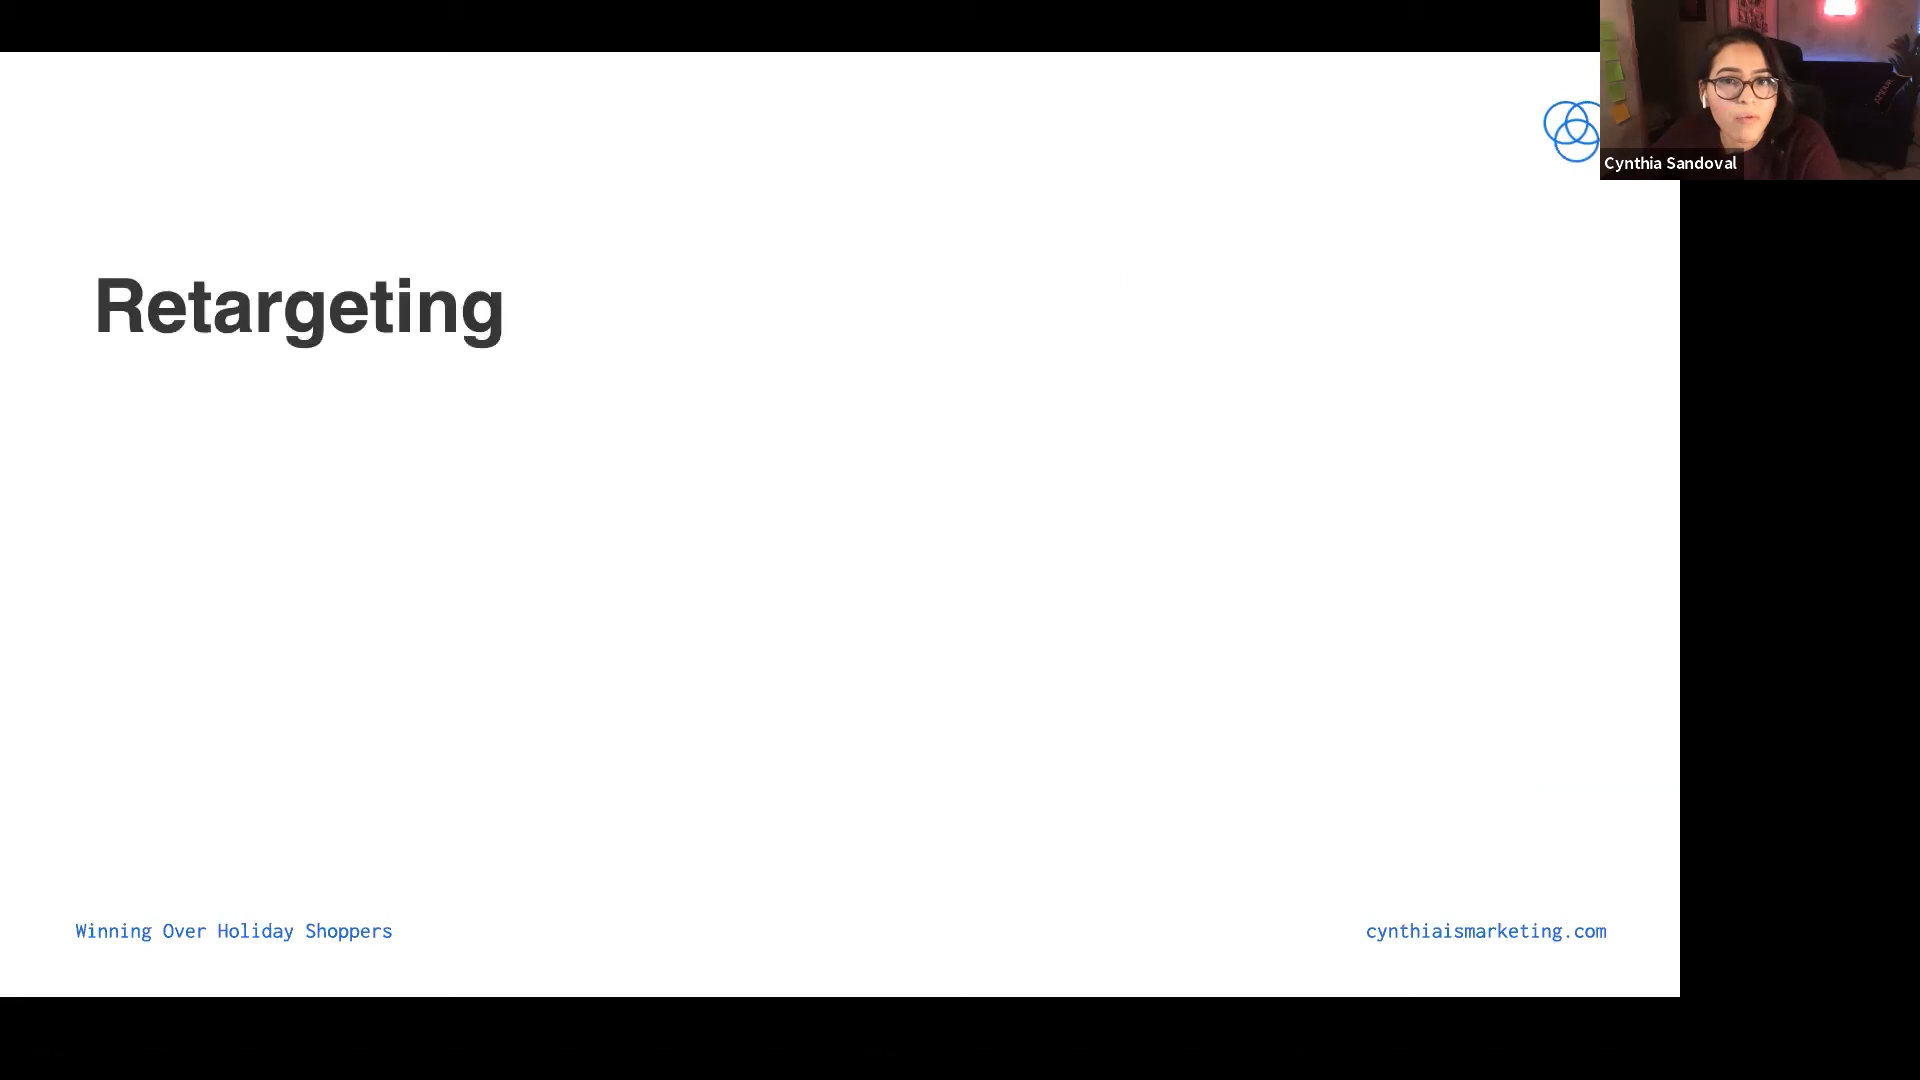 Cynthia Sandoval
Retargeting
Winning Over Holiday Shoppers
cynthiaismarketing.com